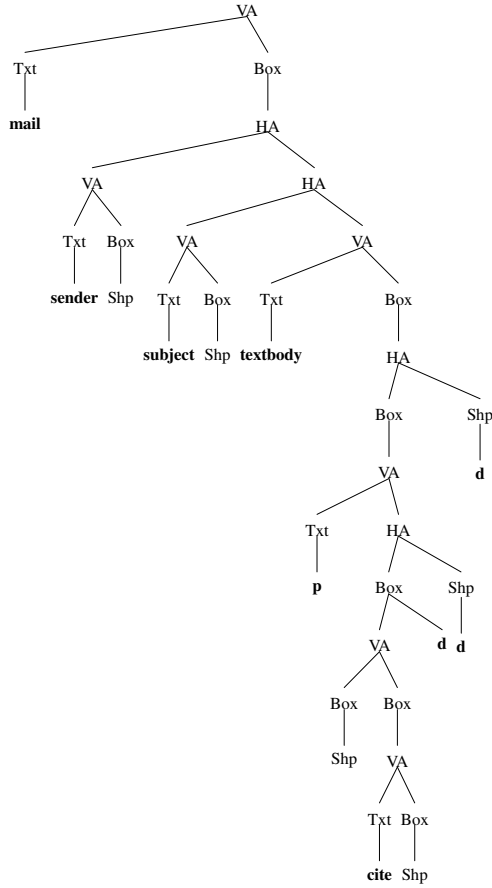 VA
Txt Box
mail
HA
VA HA
Txt Box VA VA
sender Shp Txt Box Txt Box
subject Shp textbody
HA
Box Shp
VA d
Txt HA
p Box Shp
VA d d
Box Box
Shp VA
Txt Box
cite Shp